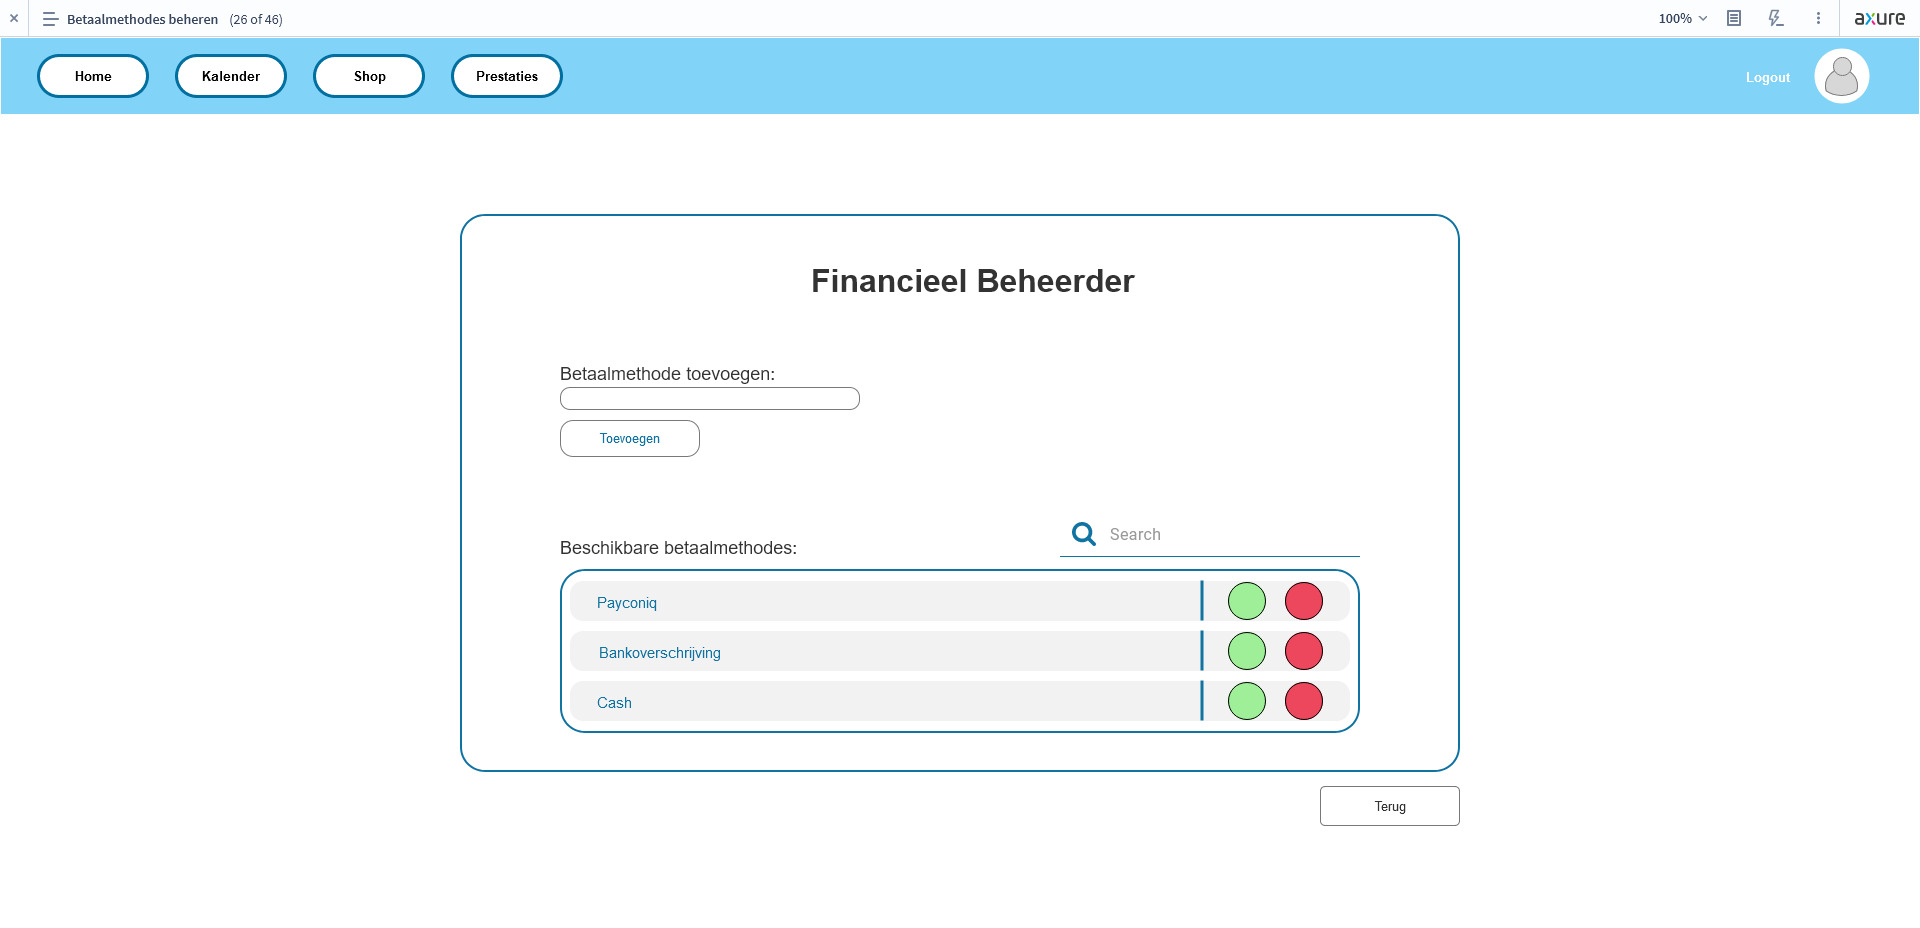 Betaalmethodes beheren (26 of 46)
100%
axure
Home
Kalender
Shop
Prestaties
Logout
Financieel Beheerder
Betaalmethode toevoegen:
Toevoegen
Search
Beschikbare betaalmethodes:
Payconiq
Bankoverschrijving
Cash
Terug